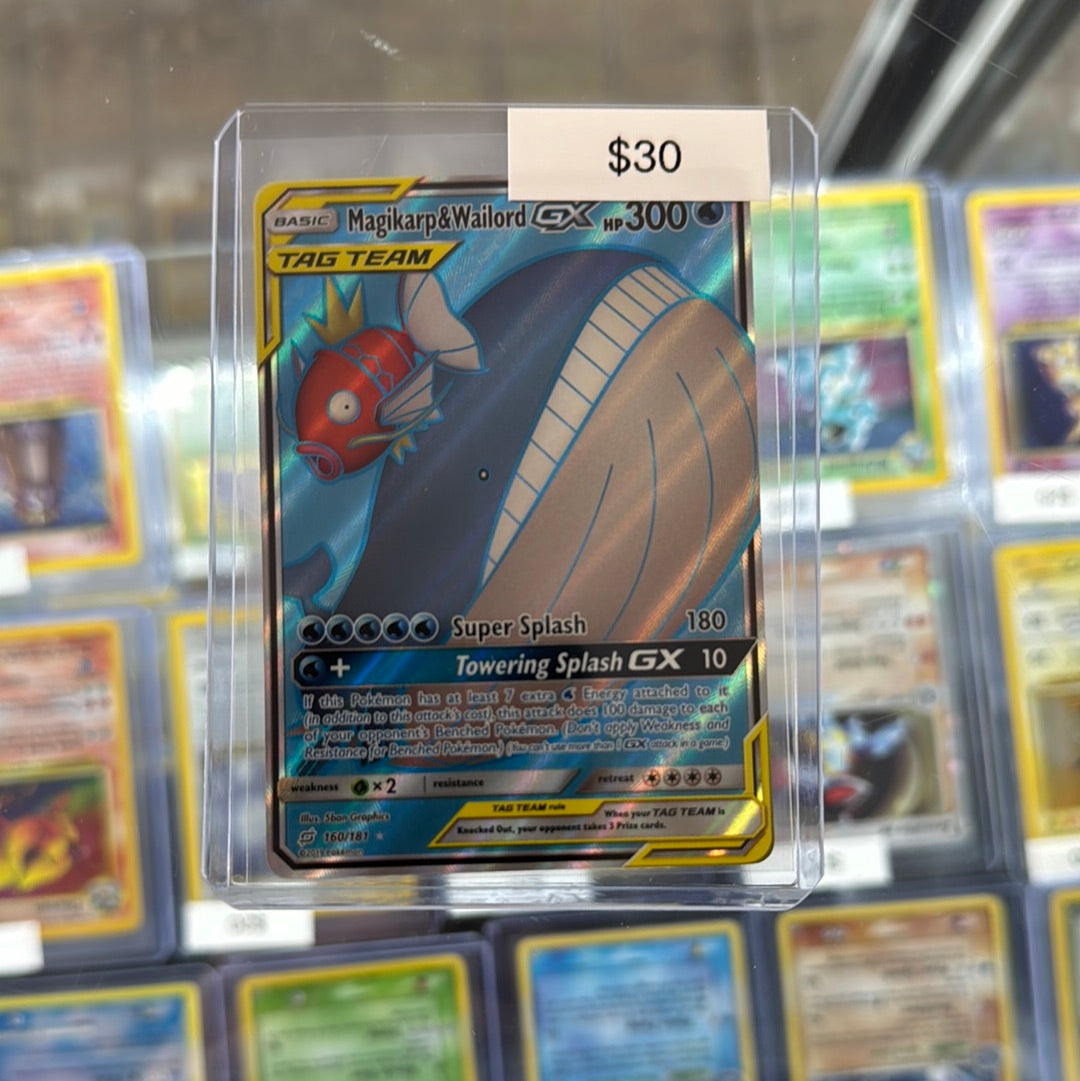 $30
BASIC Magikarp&Wailord GX HP300
TAG TEAM
Super Splash 180
+ Towering Splash GX 10
If this Pokémon has at least 7 extra Energy attached to it
(in addition to this attack's cost), this attack does 100 damage to each
of your opponent's Benched Pokémon. (Don't apply Weakness and
Resistance for Benched Pokémon.) (You can't use more than 1 GX attack in a game.)
weakness ×2 resistance retreat
TAG TEAM rule When your TAG TEAM is
Knocked Out, your opponent takes 3 Prize cards.
Illus. 5ban Graphics
160/181
©2019 Pokémon